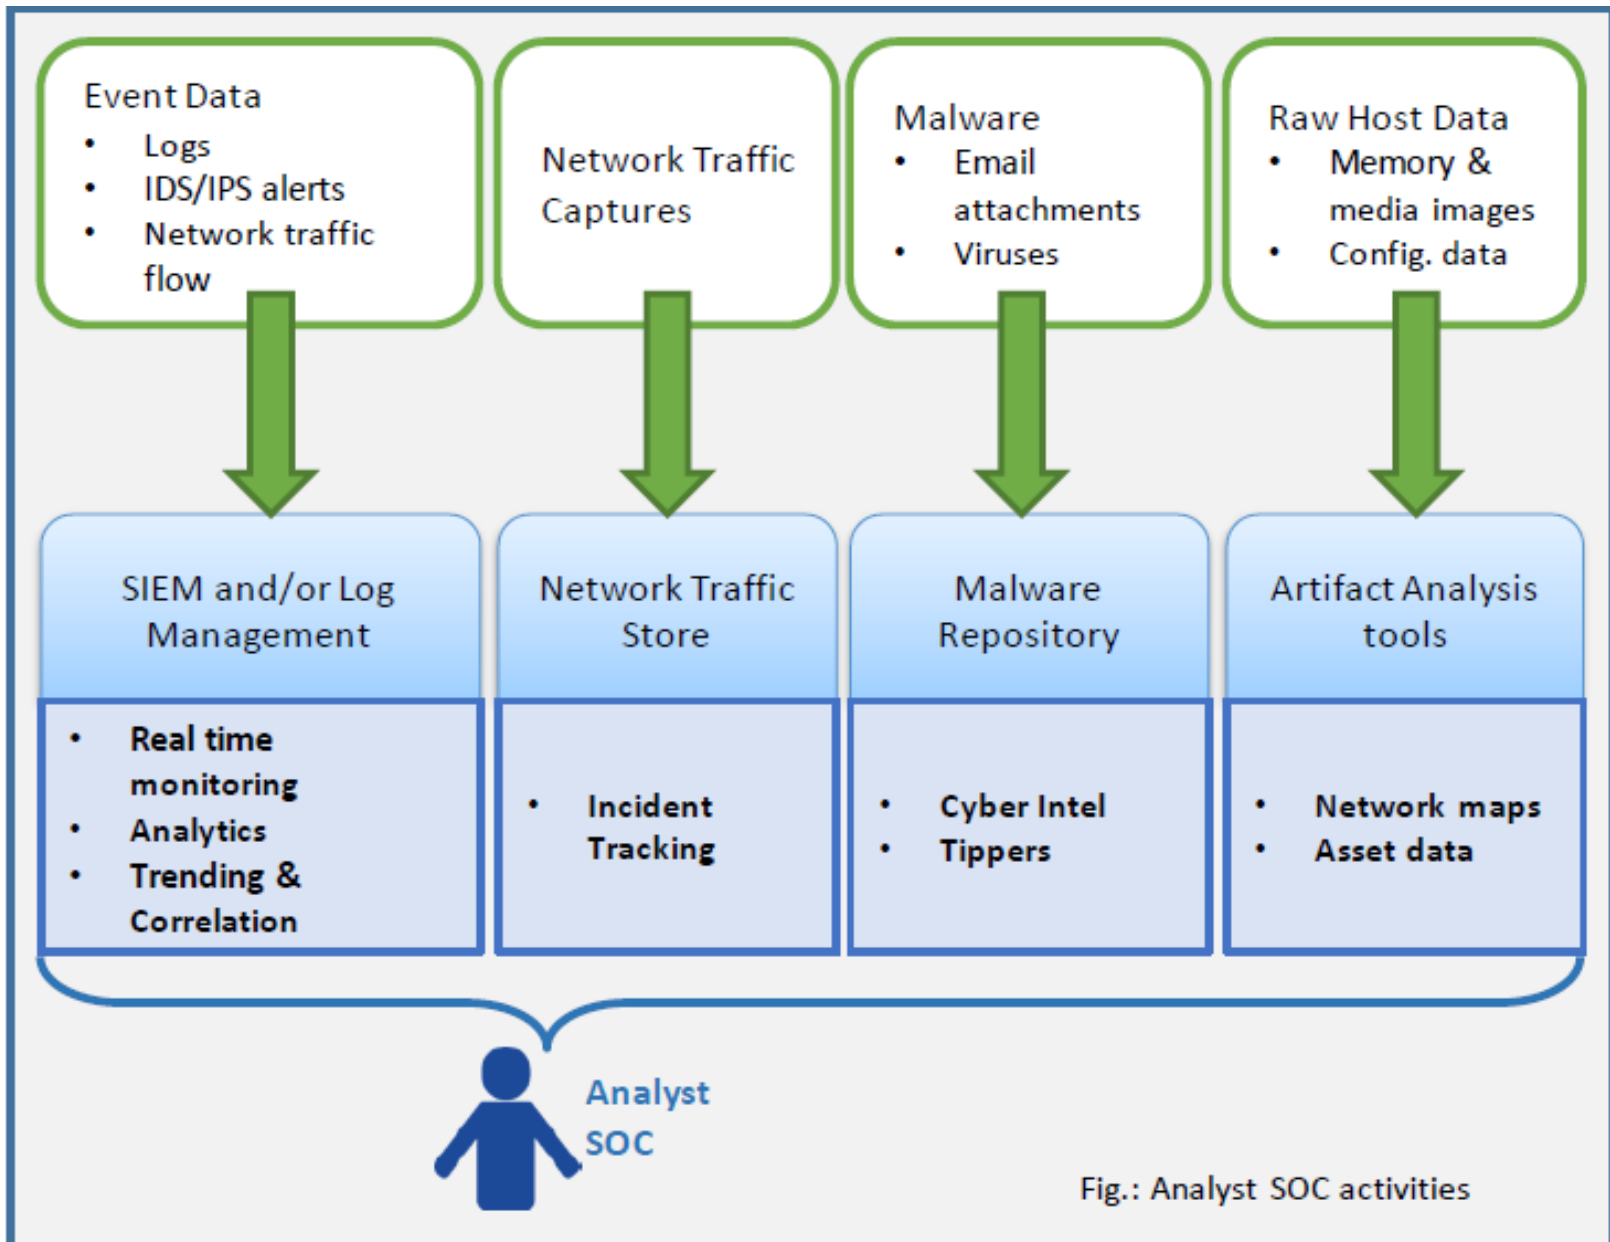 Event Data
• Logs
• IDS/IPS alerts
• Network traffic
flow
Network Traffic
Captures
Malware
• Email
attachments
• Viruses
Raw Host Data
• Memory &
media images
• Config. data
SIEM and/or Log
Management
Network Traffic
Store
Malware
Repository
Artifact Analysis
tools
• Real time
monitoring
• Analytics
• Trending &
Correlation
• Incident
Tracking
• Cyber Intel
• Tippers
• Network maps
• Asset data
Analyst
SOC
Fig.: Analyst SOC activities